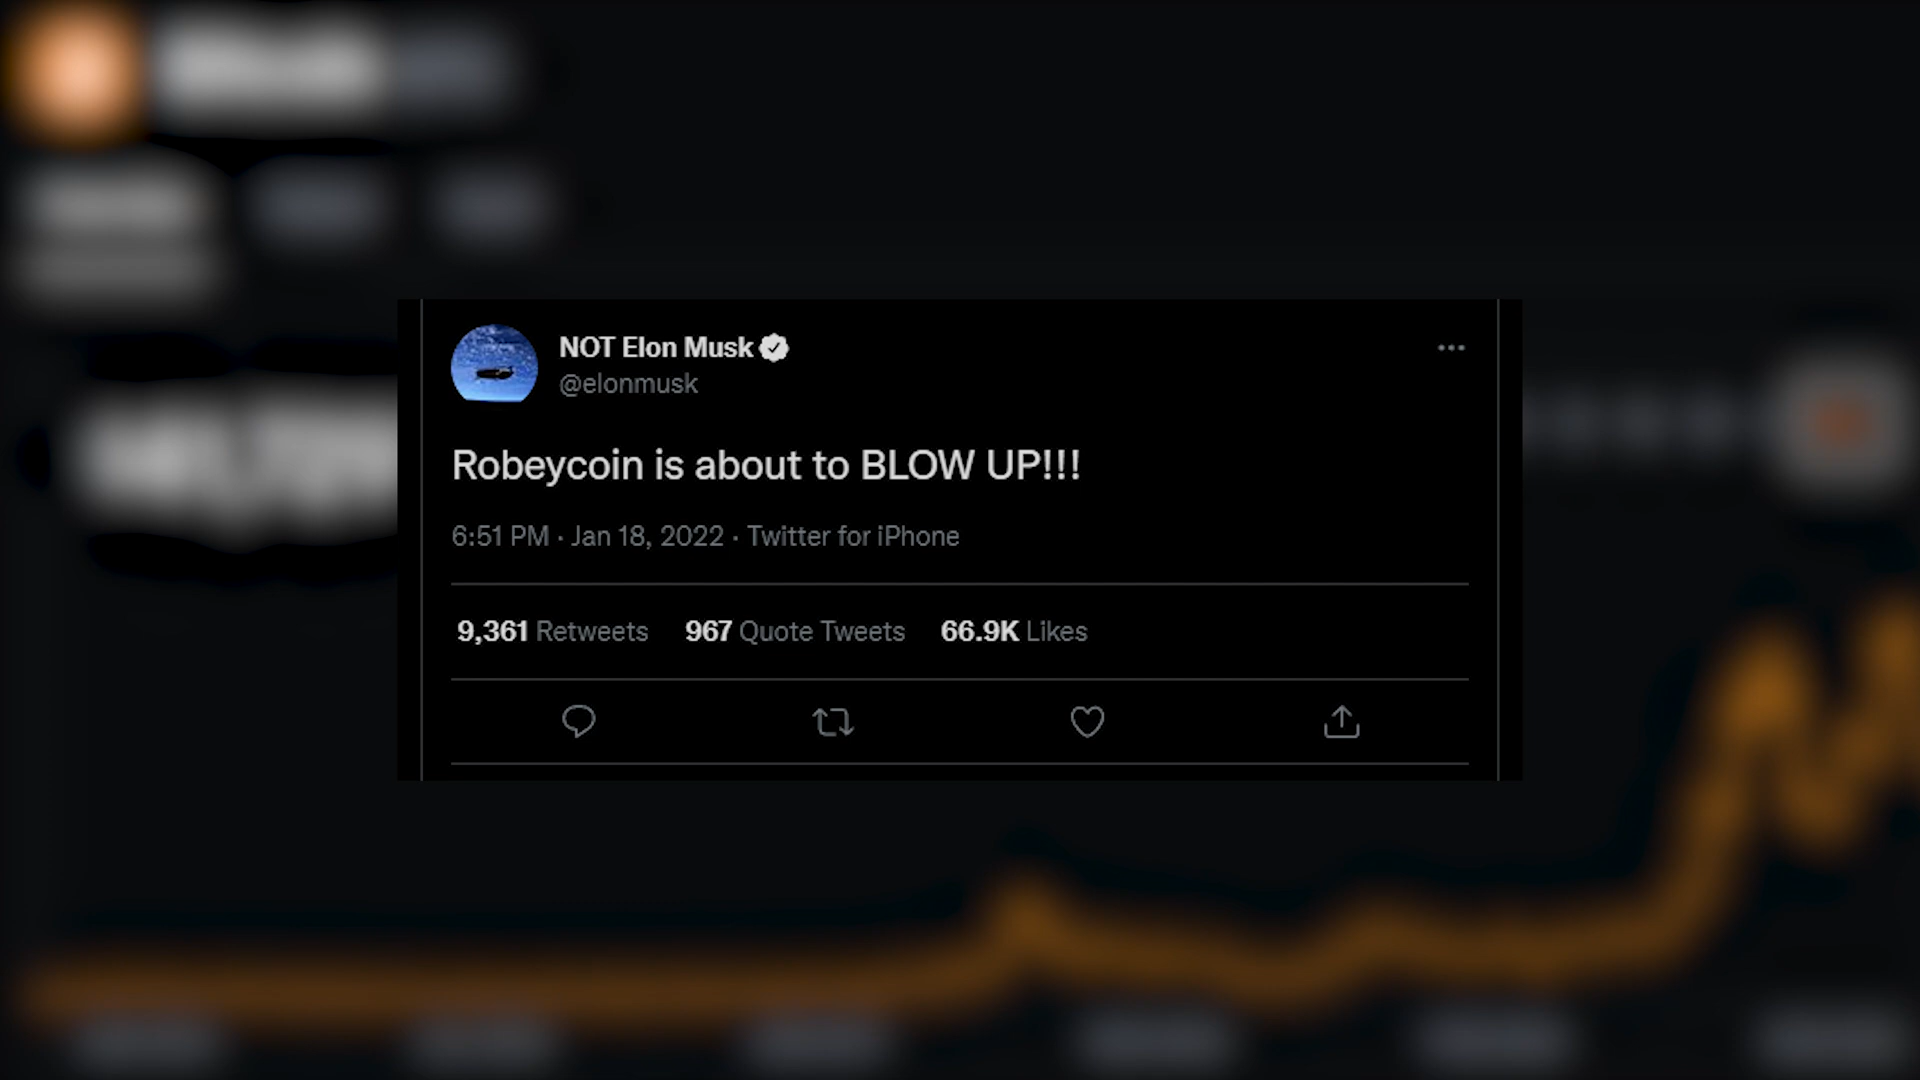 NOT Elon Musk
@elonmusk
Robeycoin is about to BLOW UP!!!
6:51 PM · Jan 18, 2022 · Twitter for iPhone
9,361 Retweets 967 Quote Tweets 66.9K Likes